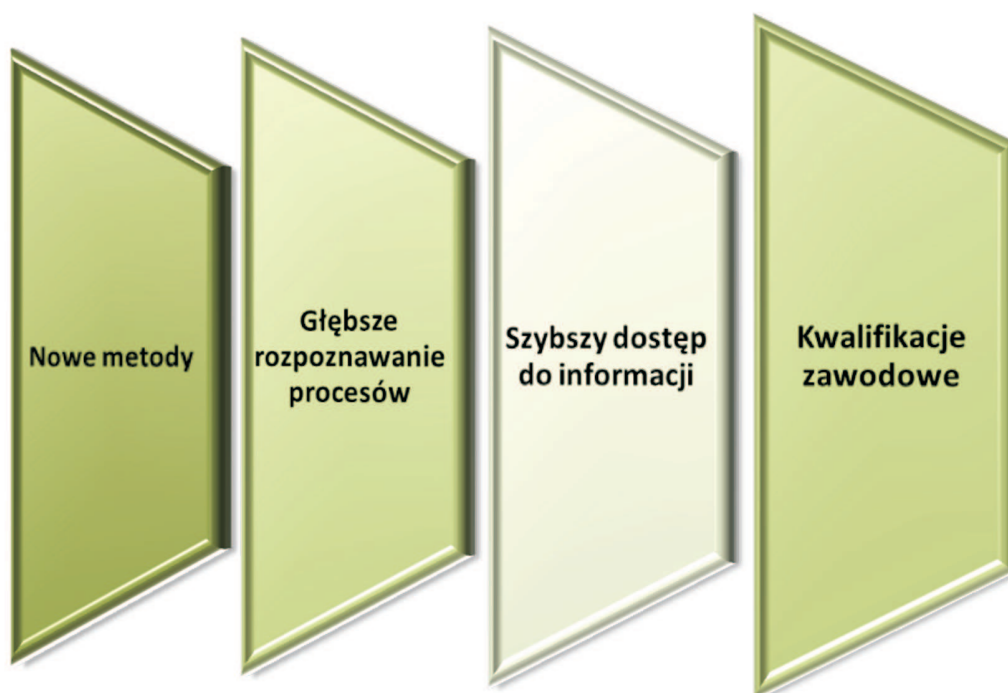 Nowe metody
Głębsze
rozpoznawanie
procesów
Szybszy dostęp
do informacji
Kwalifikacje
zawodowe